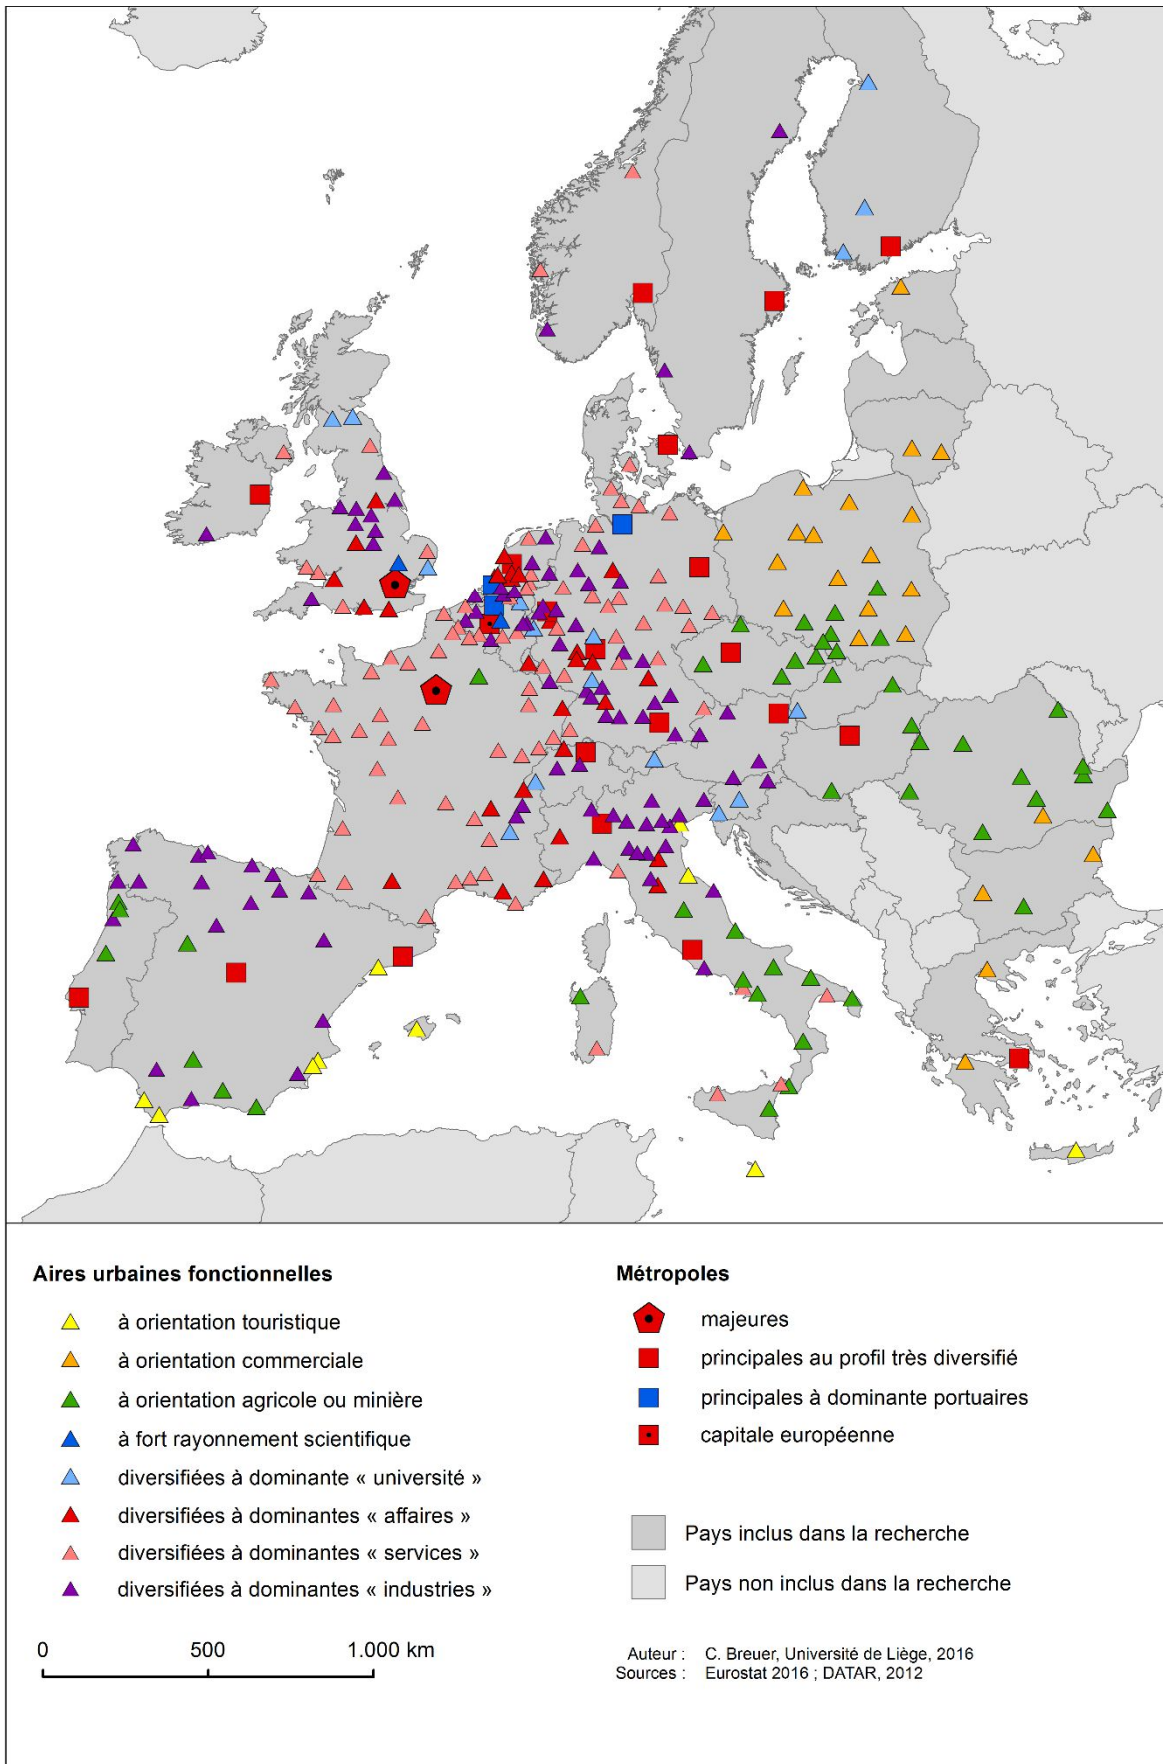 Aires urbaines fonctionnelles
à orientation touristique
à orientation commerciale
à orientation agricole ou minière
à fort rayonnement scientifique
diversifiées à dominante « université »
diversifiées à dominantes « affaires »
diversifiées à dominantes « services »
diversifiées à dominantes « industries »
0 500 1.000 km
Métropoles
majeures
principales au profil très diversifié
principales à dominante portuaires
capitale européenne
Pays inclus dans la recherche
Pays non inclus dans la recherche
Auteur : C. Breuer, Université de Liège, 2016
Sources : Eurostat 2016 ; DATAR, 2012